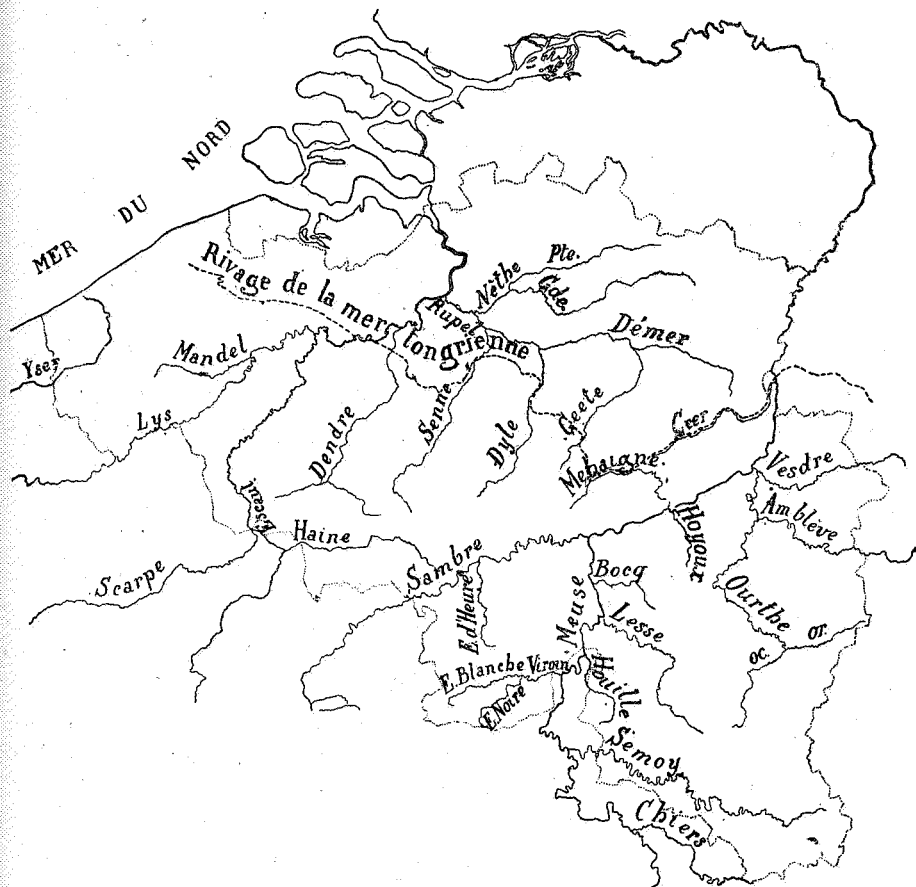 MER DU NORD
Rivage de la mer tongrienne
Nèthe
Pte.
Gde.
Rupel
Démer
Yser
Mandel
Lys
Dendre
Senne
Dyle
Geete
Geer
Mehaigne
Vesdre
Amblève
Escaut
Haine
Hoyoux
Scarpe
Sambre
Bocq
Ourthe
or.
oc.
E. d'Heure
Meuse
Lesse
E. Blanche
Viroin
E. Noire
Houille
Semoy
Chiers